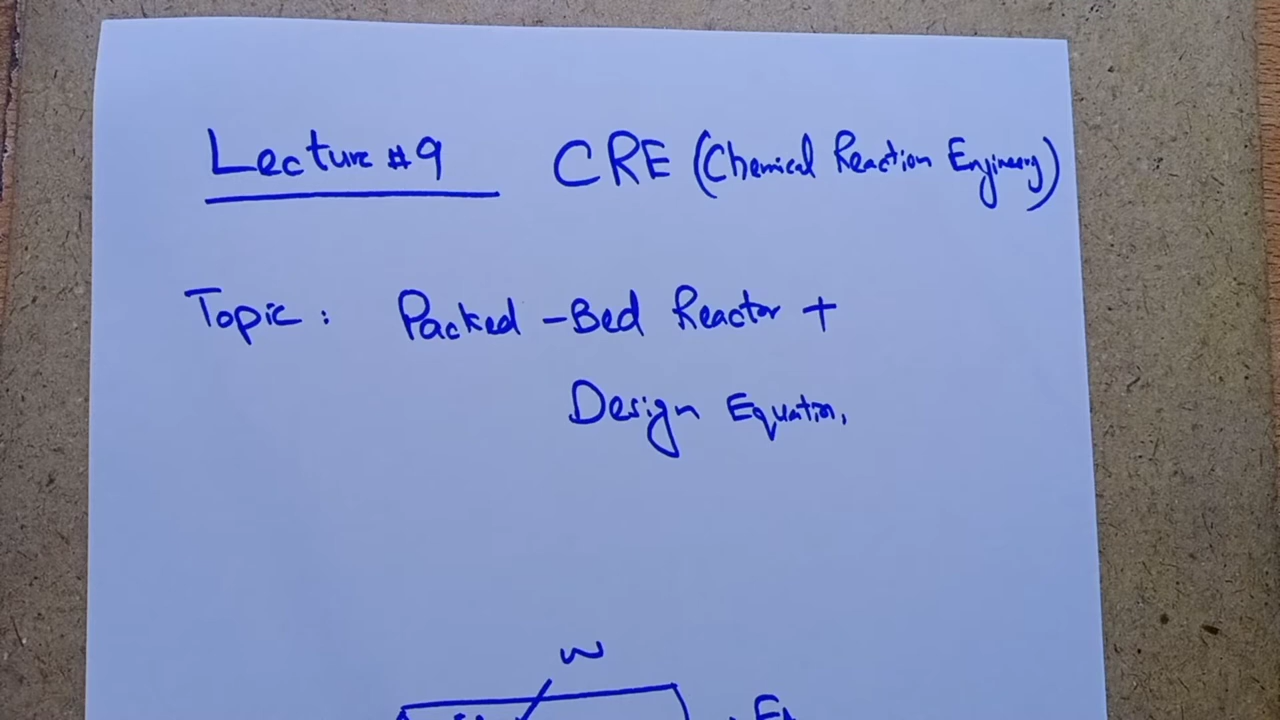 Lecture #9 CRE (Chemical Reaction Engineering)
Topic : Packed-Bed Reactor +
Design Equation,
W